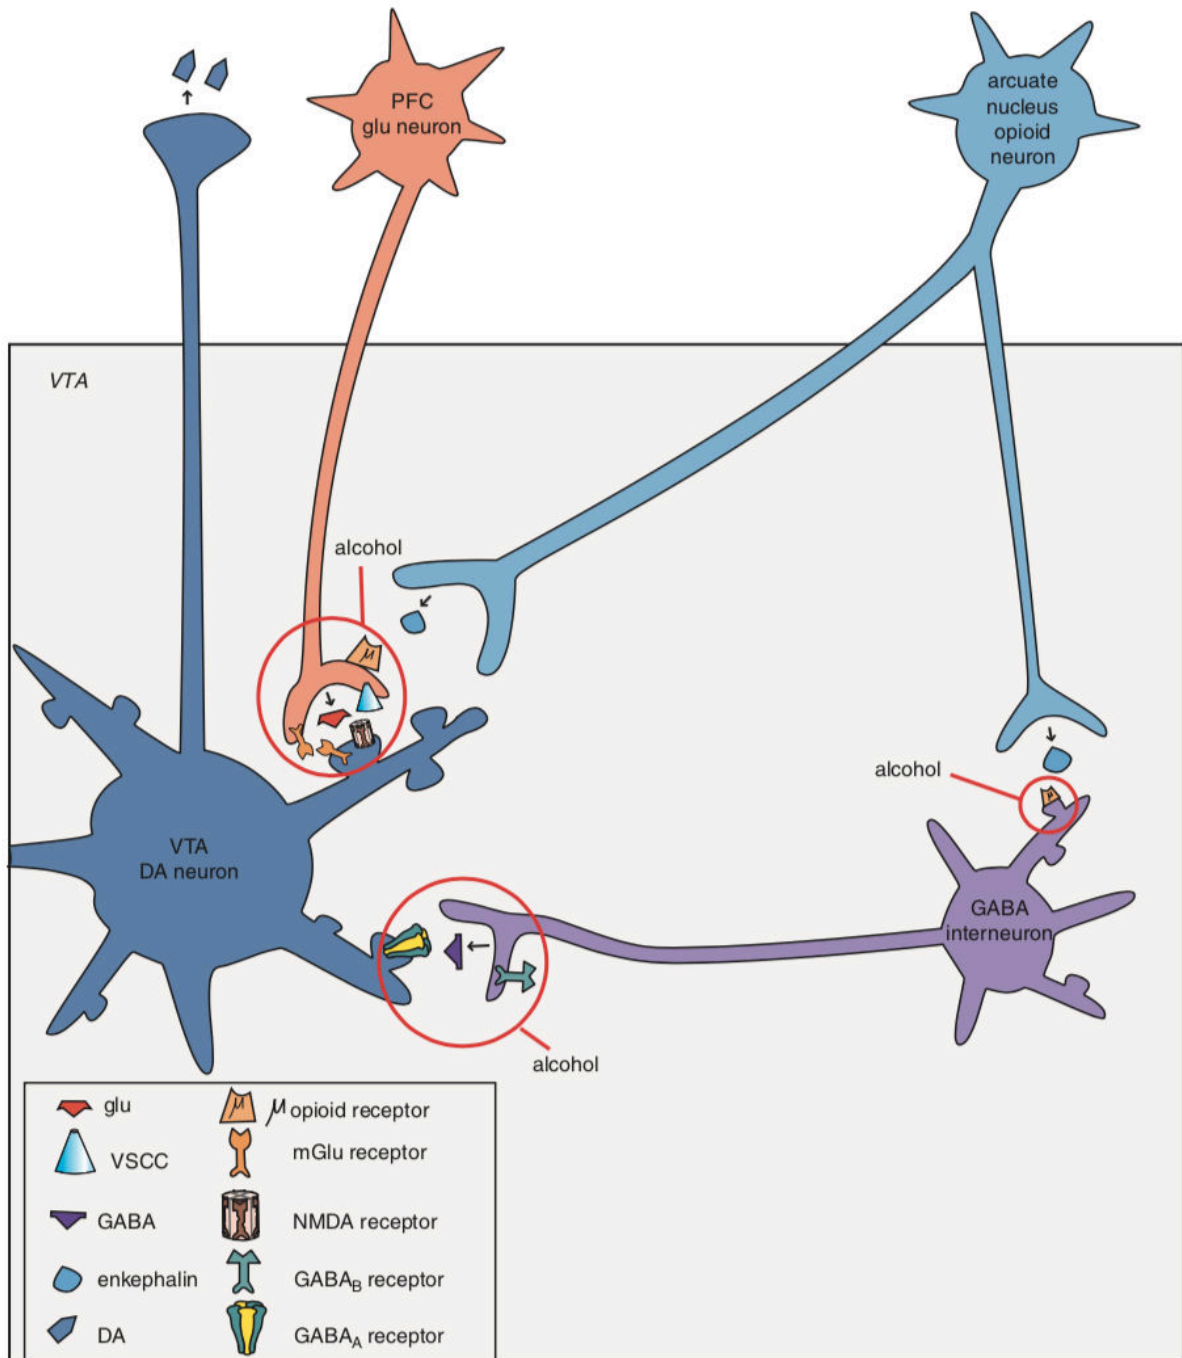 PFC
glu neuron
arcuate
nucleus
opioid
neuron
VTA
alcohol
μ
alcohol
μ
VTA
DA neuron
GABA
interneuron
alcohol
glu
μ
μ opioid receptor
VSCC
mGlu receptor
GABA
NMDA receptor
enkephalin
GABAB receptor
DA
GABAA receptor